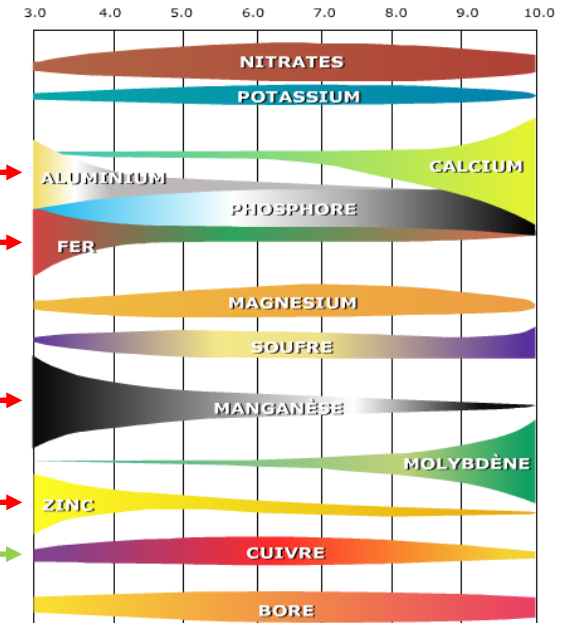 3.0 4.0 5.0 6.0 7.0 8.0 9.0 10.0
NITRATES
POTASSIUM
CALCIUM
ALUMINIUM
PHOSPHORE
FER
MAGNESIUM
SOUFRE
MANGANÈSE
MOLYBDÈNE
ZINC
CUIVRE
BORE